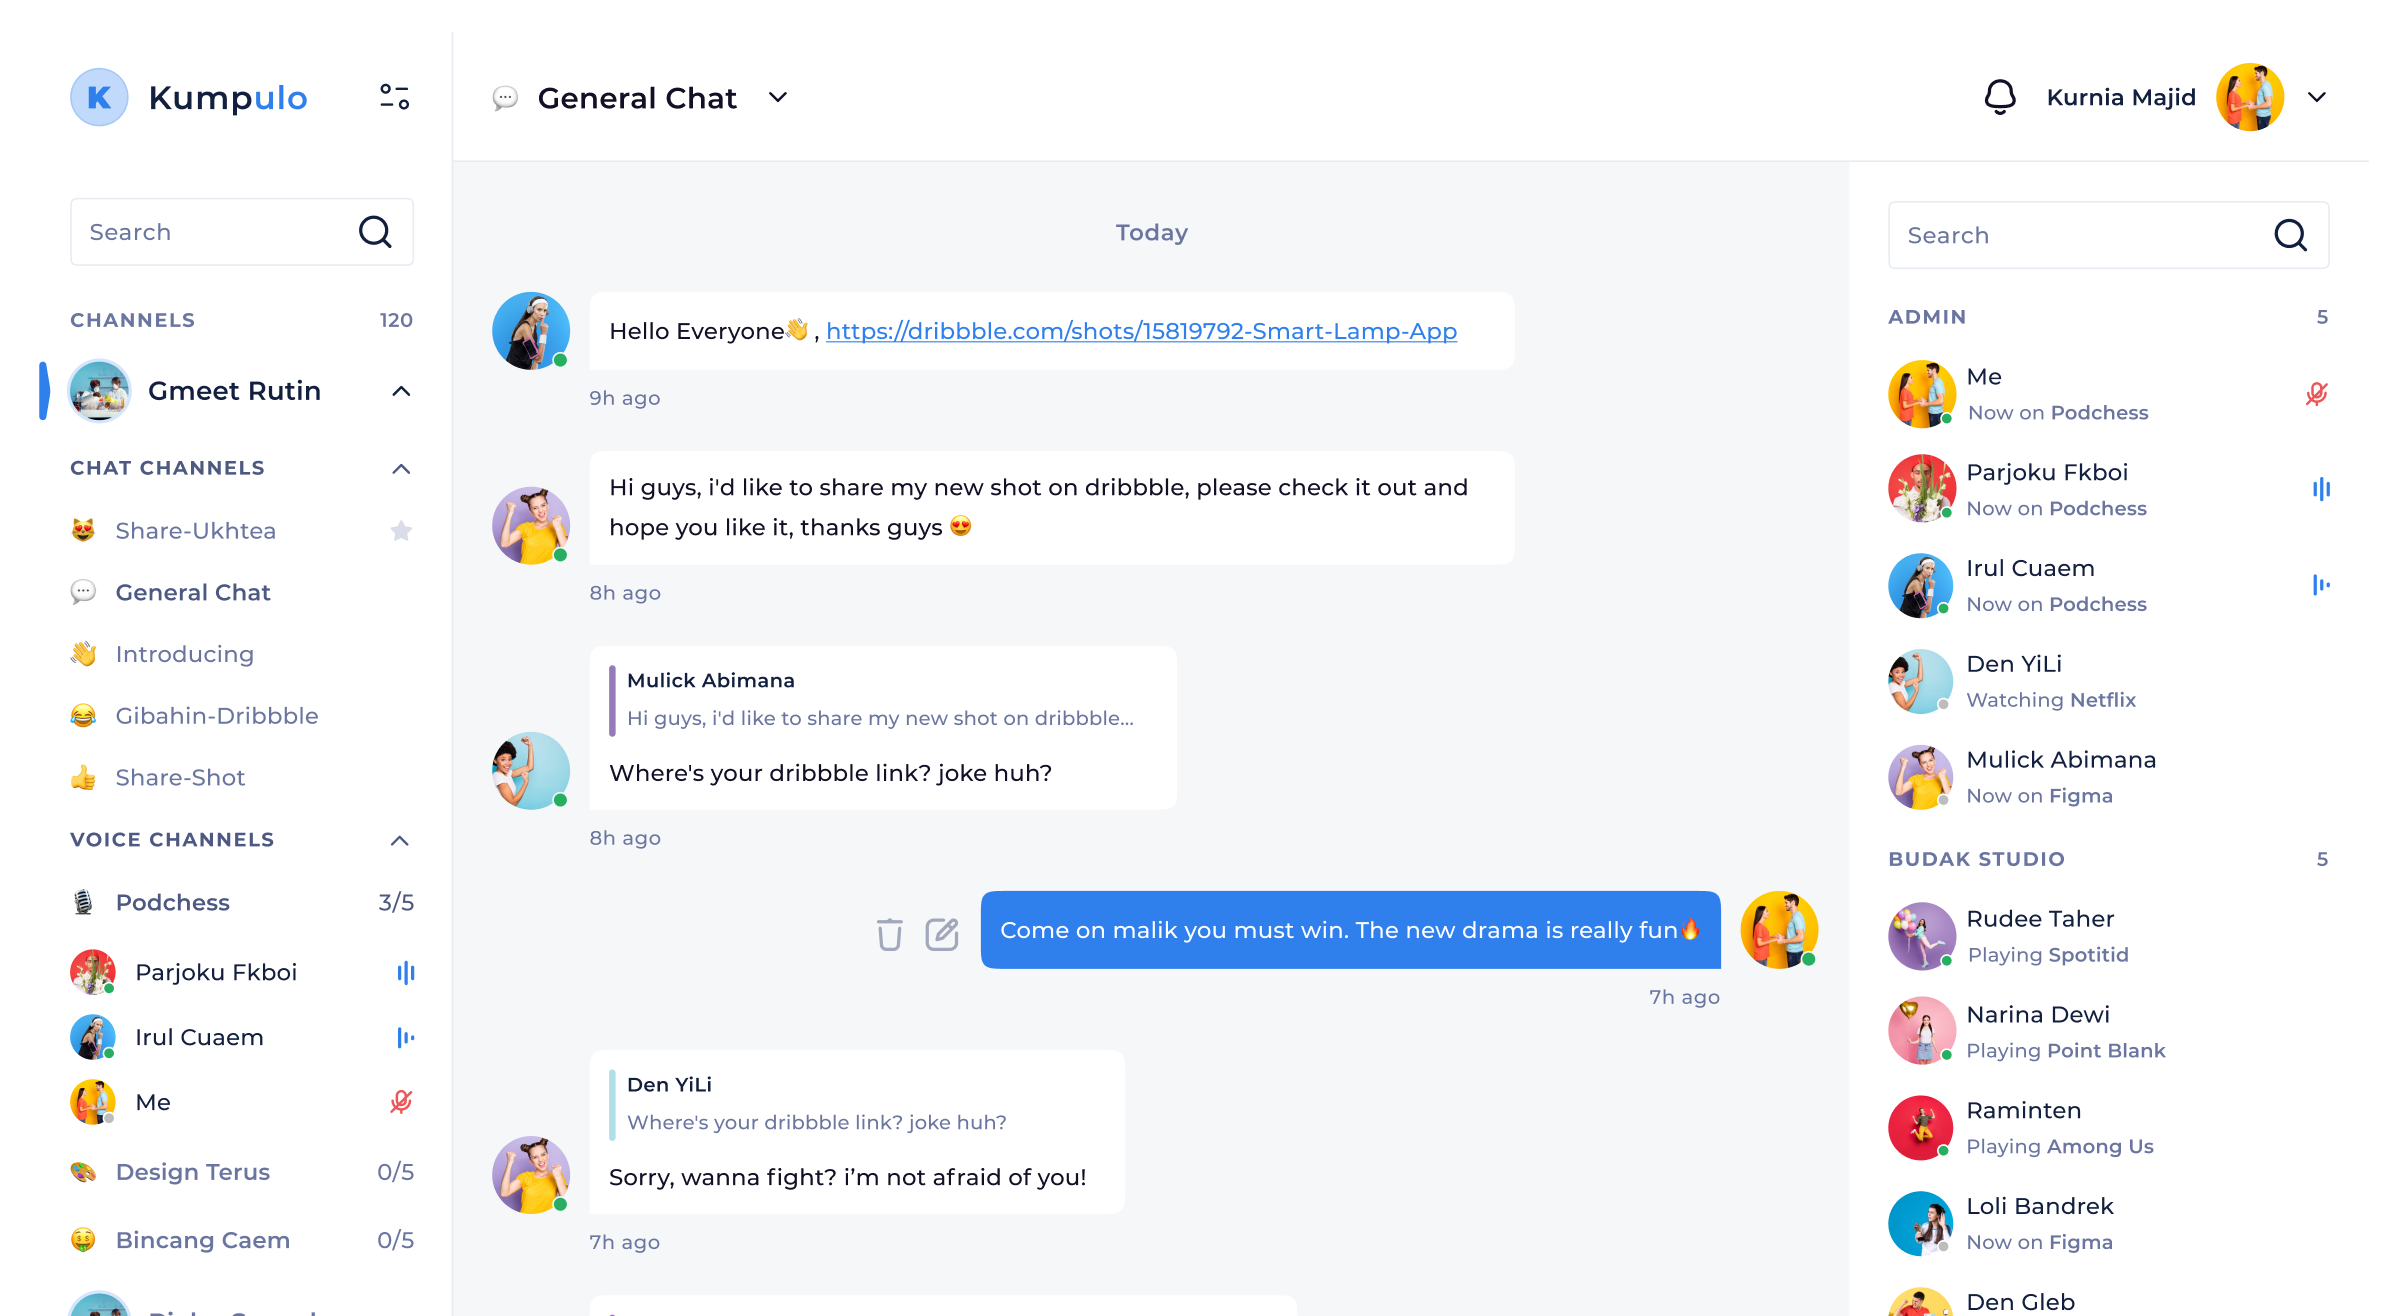 K Kumpulo
Search
CHANNELS 120
Gmeet Rutin
CHAT CHANNELS
Share-Ukhtea
General Chat
Introducing
Gibahin-Dribbble
Share-Shot
VOICE CHANNELS
Podchess 3/5
Parjoku Fkboi
Irul Cuaem
Me
Design Terus 0/5
Bincang Caem 0/5
General Chat
Kurnia Majid
Today
Hello Everyone👋 , https://dribbble.com/shots/15819792-Smart-Lamp-App
9h ago
Hi guys, i'd like to share my new shot on dribbble, please check it out and
hope you like it, thanks guys 😍
8h ago
Mulick Abimana
Hi guys, i'd like to share my new shot on dribbble...
Where's your dribbble link? joke huh?
8h ago
Come on malik you must win. The new drama is really fun🔥
7h ago
Den YiLi
Where's your dribbble link? joke huh?
Sorry, wanna fight? i’m not afraid of you!
7h ago
Search
ADMIN 5
Me
Now on Podchess
Parjoku Fkboi
Now on Podchess
Irul Cuaem
Now on Podchess
Den YiLi
Watching Netflix
Mulick Abimana
Now on Figma
BUDAK STUDIO 5
Rudee Taher
Playing Spotitid
Narina Dewi
Playing Point Blank
Raminten
Playing Among Us
Loli Bandrek
Now on Figma
Den Gleb